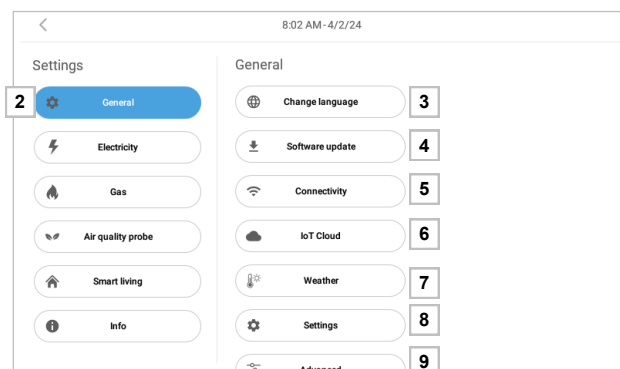 8:02 AM-4/2/24
Settings
General
2
General
Electricity
Gas
Air quality probe
Smart living
Info
Change language
3
Software update
4
Connectivity
5
IoT Cloud
6
Weather
7
Settings
8
Advanced
9